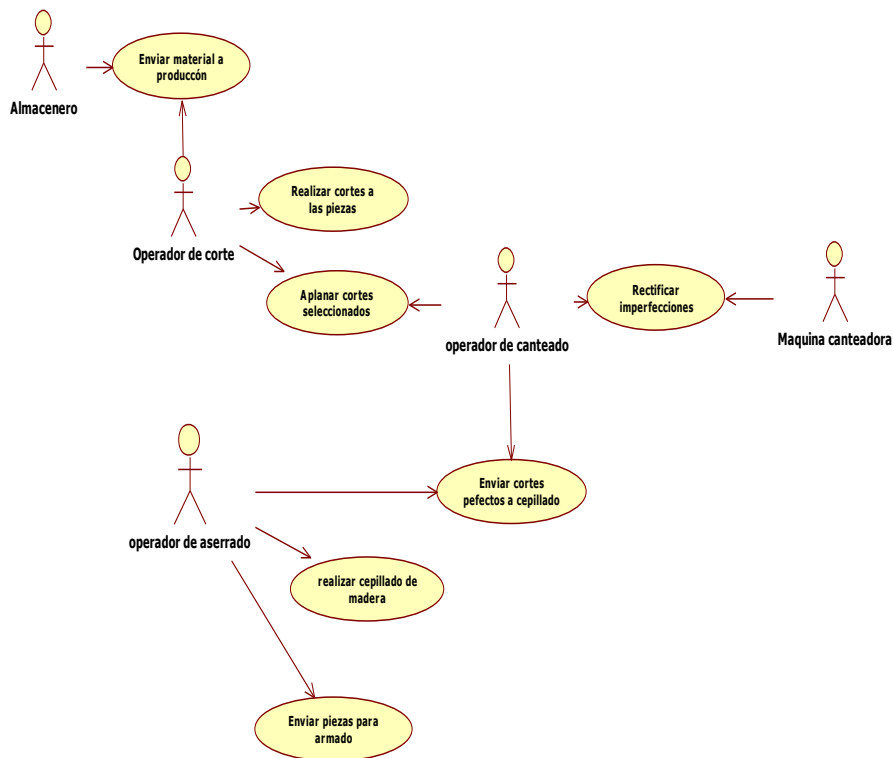 Enviar material a
produccón
Almacenero
Realizar cortes a
las piezas
Operador de corte
Aplanar cortes
seleccionados
operador de canteado
Rectificar
imperfecciones
Maquina canteadora
Enviar cortes
pefectos a cepillado
operador de aserrado
realizar cepillado de
madera
Enviar piezas para
armado